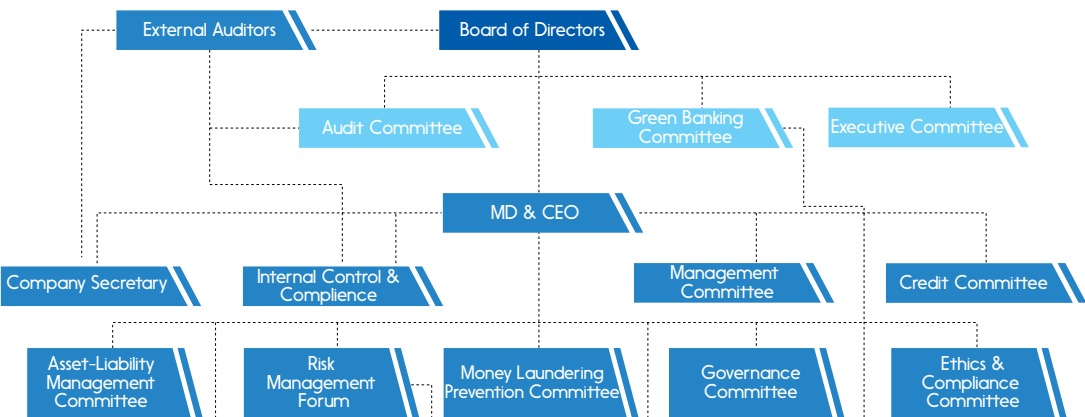 External Auditors
Board of Directors
Audit Committee
Green Banking
Committee
Executive Committee
MD & CEO
Company Secretary
Internal Control &
Complience
Management
Committee
Credit Committee
Asset-Liability
Management
Committee
Risk
Management
Forum
Money Laundering
Prevention Committee
Governance
Committee
Ethics &
Compliance
Committee